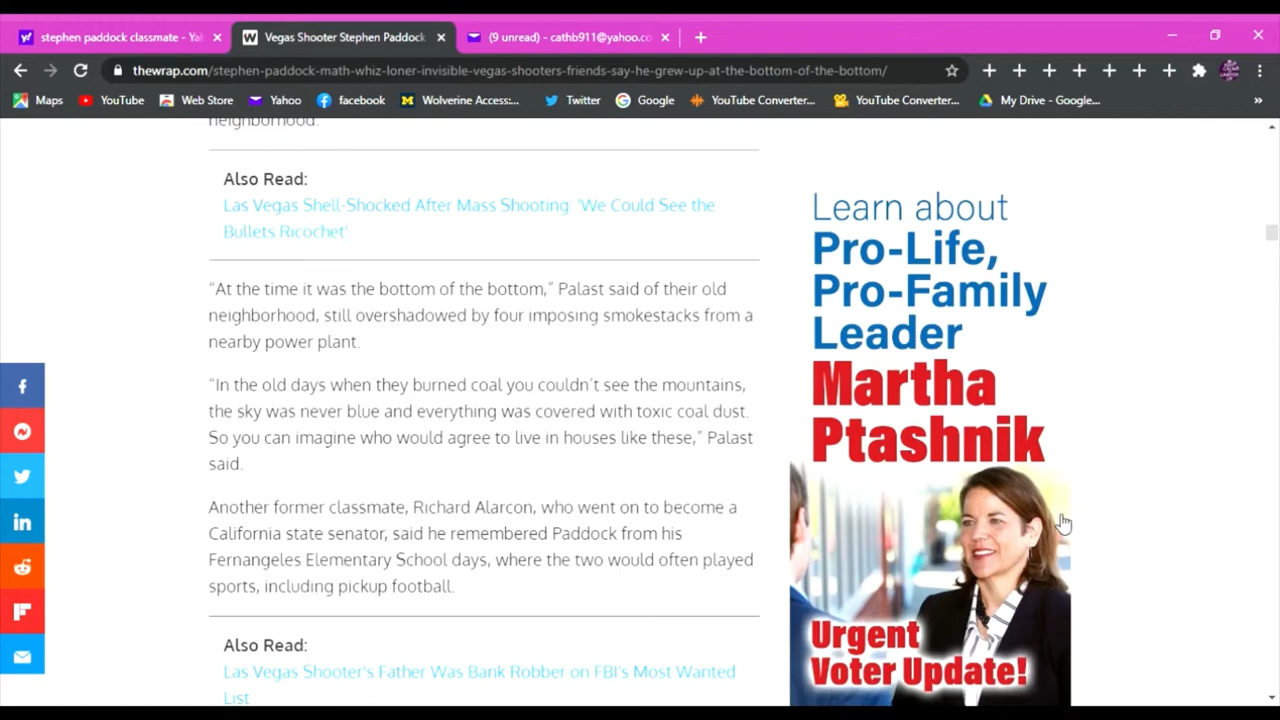 stephen paddock classmate - Yah
Vegas Shooter Stephen Paddock
(9 unread) - cathb911@yahoo.co
thewrap.com/stephen-paddock-math-whiz-loner-invisible-vegas-shooters-friends-say-he-grew-up-at-the-bottom-of-the-bottom/
Maps
YouTube
Web Store
Yahoo
facebook
Wolverine Access:...
Twitter
Google
YouTube Converter...
YouTube Converter...
My Drive - Google...
neighborhood.
Also Read:
Las Vegas Shell-Shocked After Mass Shooting 'We Could See the
Bullets Ricochet'
“At the time it was the bottom of the bottom,” Palast said of their old
neighborhood, still overshadowed by four imposing smokestacks from a
nearby power plant.
“In the old days when they burned coal you couldn’t see the mountains,
the sky was never blue and everything was covered with toxic coal dust.
So you can imagine who would agree to live in houses like these,” Palast
said.
Another former classmate, Richard Alarcon, who went on to become a
California state senator, said he remembered Paddock from his
Fernangeles Elementary School days, where the two would often played
sports, including pickup football.
Also Read:
Las Vegas Shooter's Father Was Bank Robber on FBI's Most Wanted
List
Learn about
Pro-Life,
Pro-Family
Leader
Martha
Ptashnik
Urgent
Voter Update!